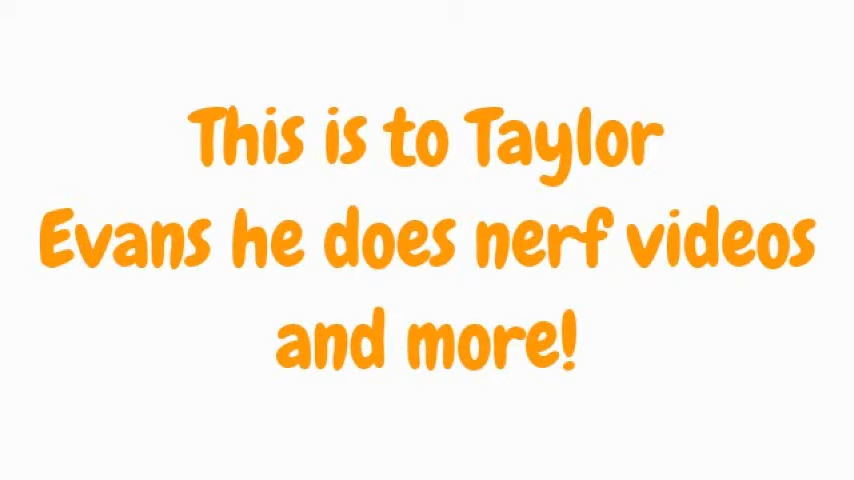 This is to Taylor
Evans he does nerf videos
and more!